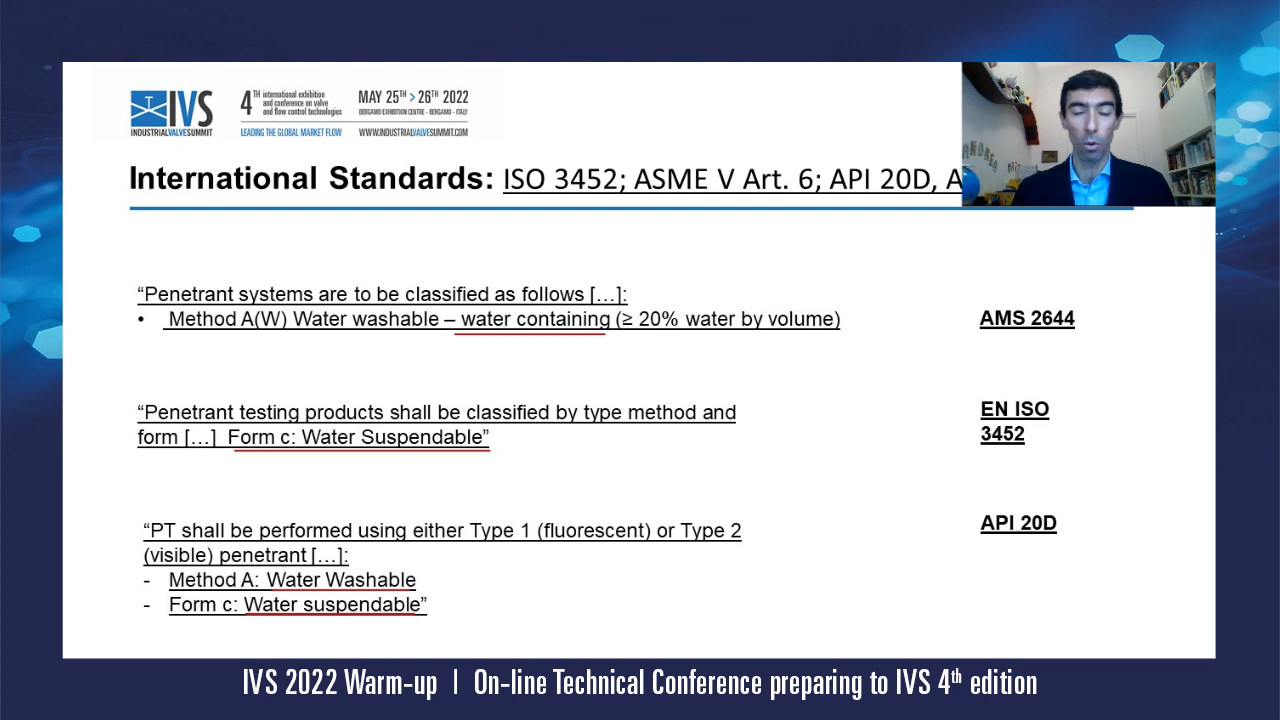 IVS
INDUSTRIALVALVESUMMIT
4TH international exhibition
and conference on valve
and flow control technologies
LEADING THE GLOBAL MARKET FLOW
MAY 25TH > 26TH 2022
BERGAMO EXHIBITION CENTRE - BERGAMO - ITALY
WWW.INDUSTRIALVALVESUMMIT.COM
International Standards: ISO 3452; ASME V Art. 6; API 20D, A
“Penetrant systems are to be classified as follows […]:
• Method A(W) Water washable – water containing (≥ 20% water by volume)
AMS 2644
“Penetrant testing products shall be classified by type method and
form […] Form c: Water Suspendable”
EN ISO
3452
“PT shall be performed using either Type 1 (fluorescent) or Type 2
(visible) penetrant […]:
- Method A: Water Washable
- Form c: Water suspendable”
API 20D
IVS 2022 Warm-up | On-line Technical Conference preparing to IVS 4th edition